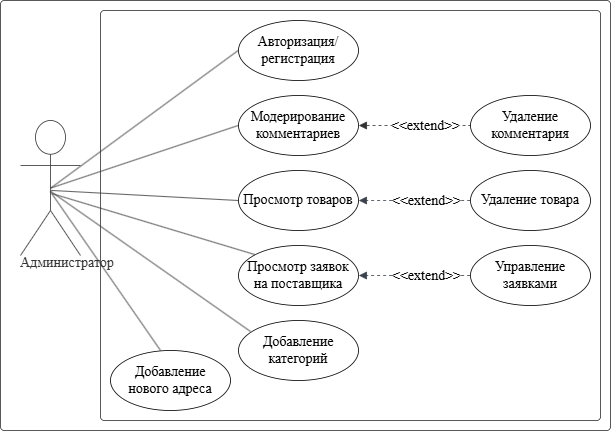 Авторизация/
регистрация
Модерирование
комментариев
<<extend>>
Удаление
комментария
Просмотр товаров
<<extend>>
Удаление товара
Администратор
Просмотр заявок
на поставщика
<<extend>>
Управление
заявками
Добавление
категорий
Добавление
нового адреса